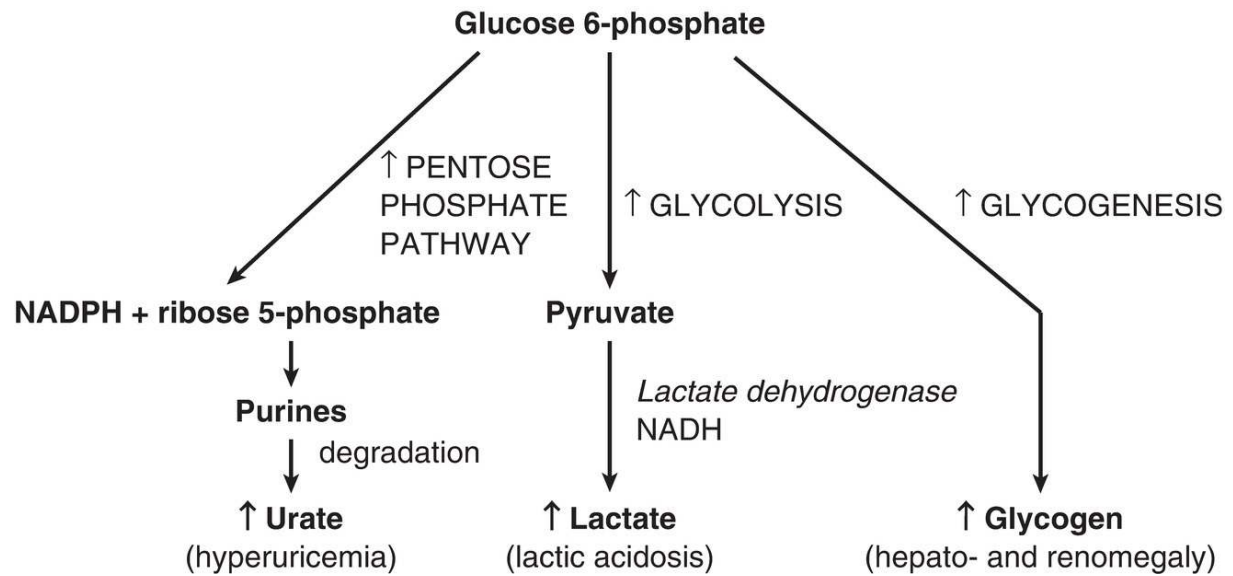 Glucose 6-phosphate
↑ PENTOSE
PHOSPHATE
PATHWAY
↑ GLYCOLYSIS
↑ GLYCOGENESIS
NADPH + ribose 5-phosphate
Pyruvate
Lactate dehydrogenase
NADH
Purines
degradation
↑ Urate
(hyperuricemia)
↑ Lactate
(lactic acidosis)
↑ Glycogen
(hepato- and renomegaly)